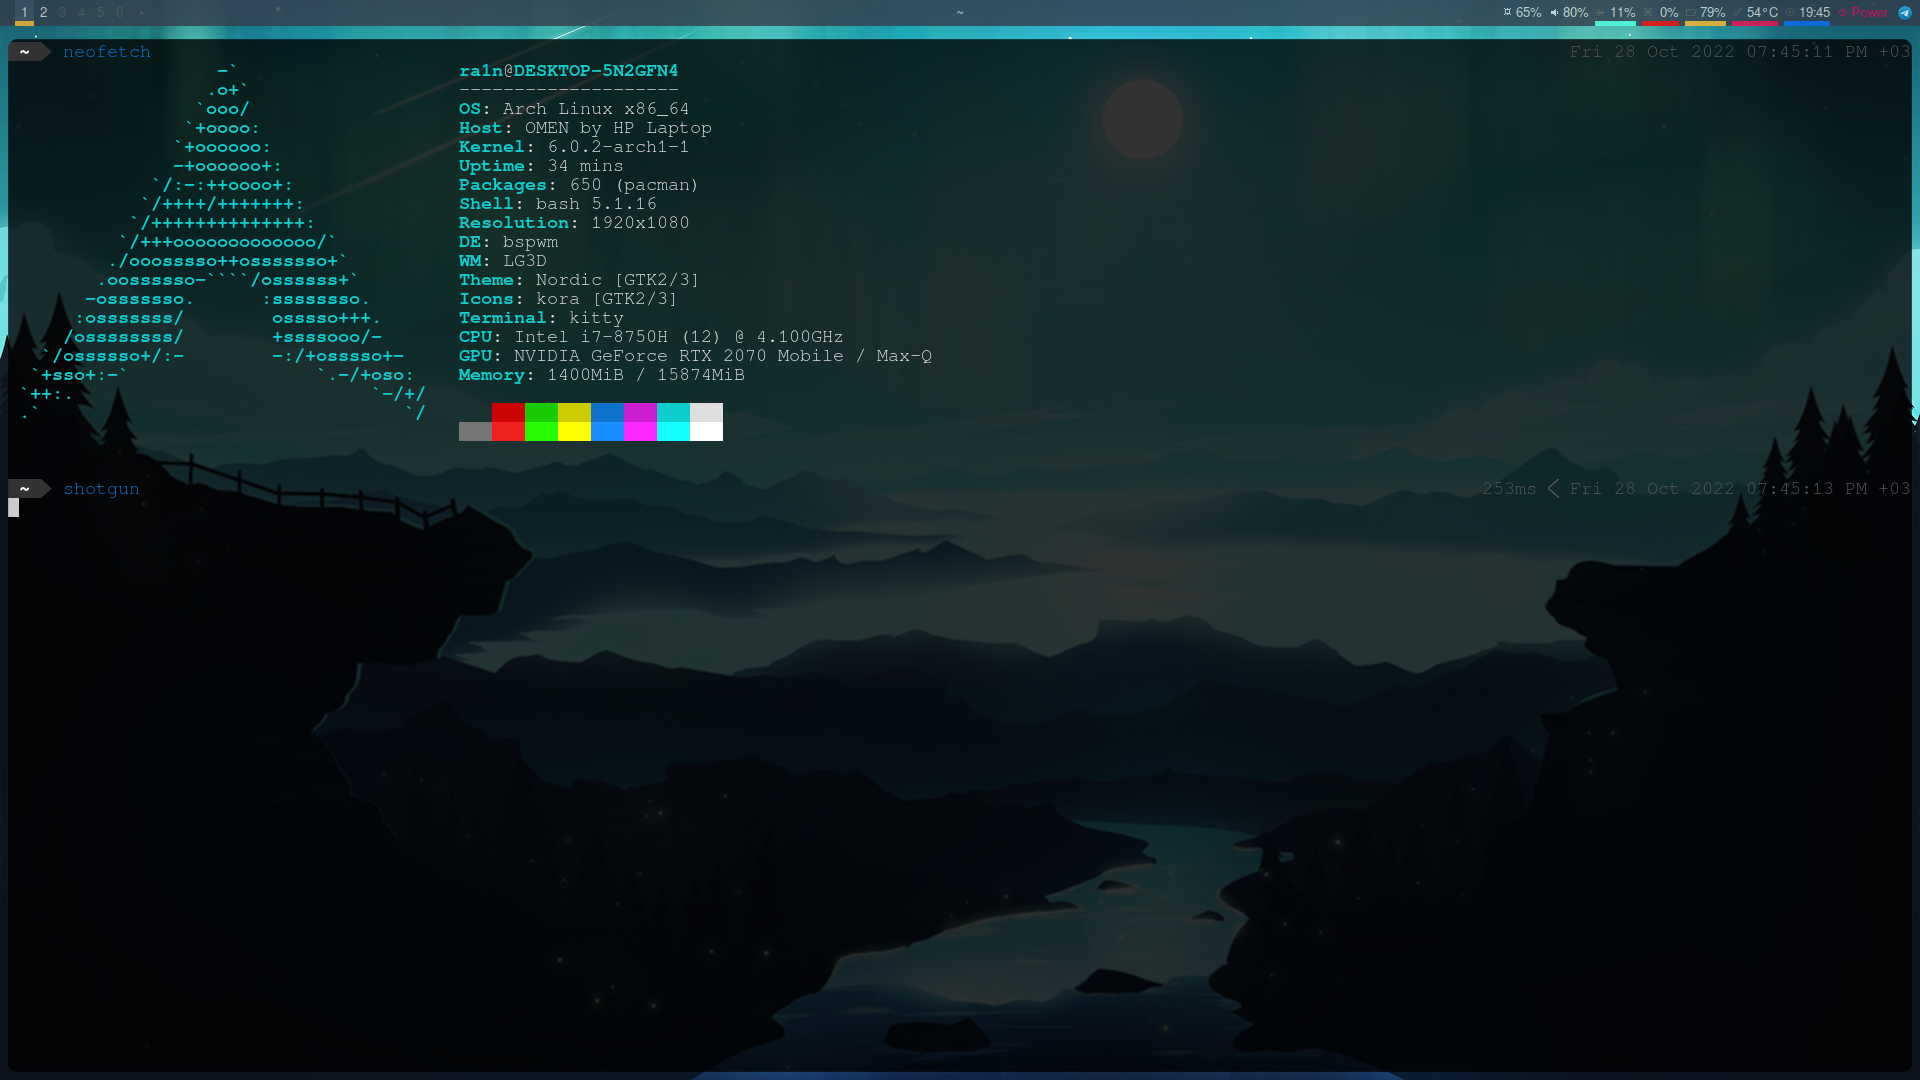 1 2 3 4 5 6 ~ 65% 80% 11% 0% 79% 54°C 19:45 Power
~ neofetch Fri 28 Oct 2022 07:45:11 PM +03
-` ra1n@DESKTOP-5N2GFN4
.o+` --------------------
`ooo/ OS: Arch Linux x86_64
`+oooo: Host: OMEN by HP Laptop
`+oooooo: Kernel: 6.0.2-arch1-1
-+oooooo+: Uptime: 34 mins
`/:-:++oooo+: Packages: 650 (pacman)
`/++++/+++++++: Shell: bash 5.1.16
`/++++++++++++++: Resolution: 1920x1080
`/+++ooooooooooooo/` DE: bspwm
./ooosssso++osssssso+` WM: LG3D
.oossssso-````/ossssss+` Theme: Nordic [GTK2/3]
-osssssso. :ssssssso. Icons: kora [GTK2/3]
:osssssss/ osssso+++. Terminal: kitty
/ossssssss/ +ssssooo/- CPU: Intel i7-8750H (12) @ 4.100GHz
`/ossssso+/:- -:/+osssso+- GPU: NVIDIA GeForce RTX 2070 Mobile / Max-Q
`+sso+:-` `.-/+oso: Memory: 1400MiB / 15874MiB
`++:. `-/+/
.` `/
~ shotgun 253ms Fri 28 Oct 2022 07:45:13 PM +03